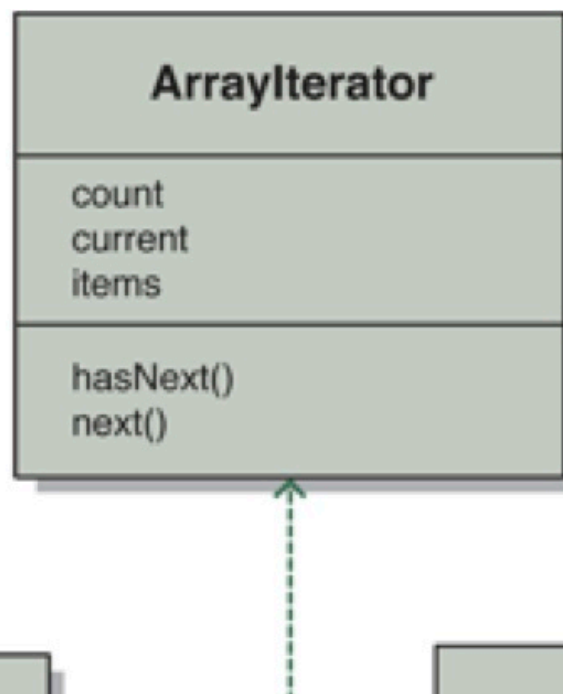 ArrayIterator
count
current
items
hasNext()
next()